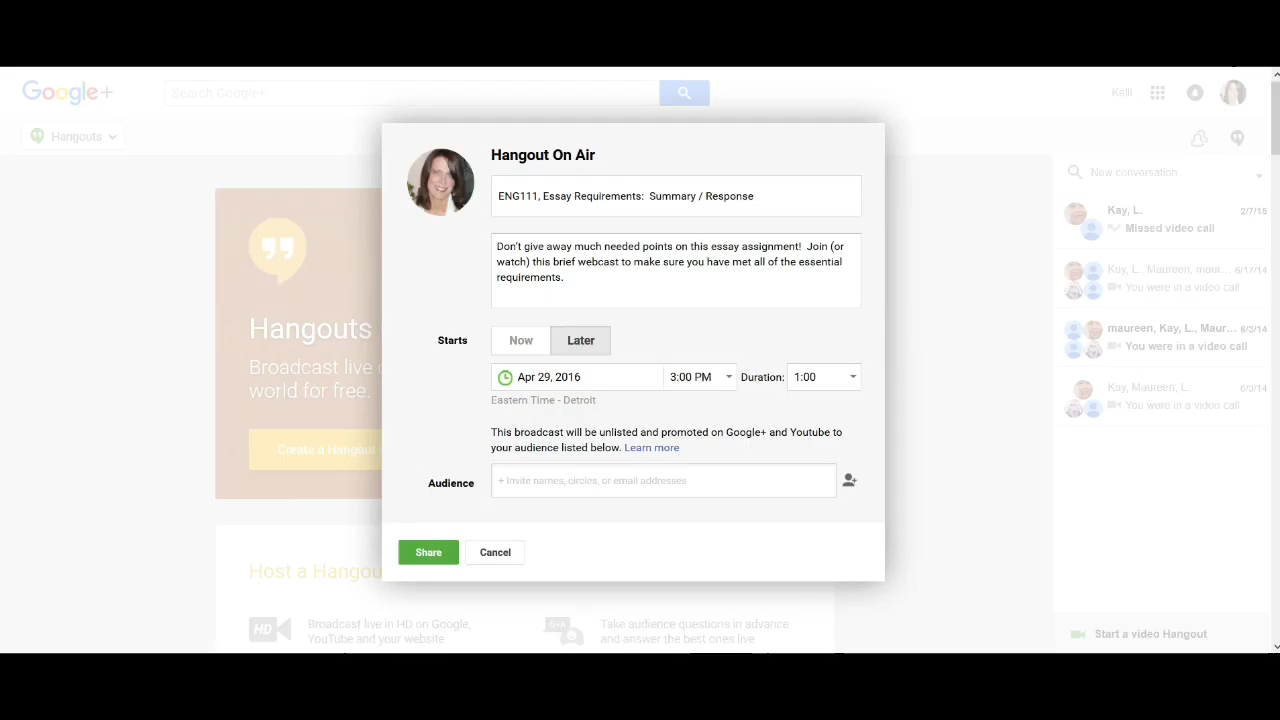 Google+
Search Google+
Kelli
Hangouts
Hangout On Air
ENG111, Essay Requirements:  Summary / Response
Don't give away much needed points on this essay assignment!  Join (or
watch) this brief webcast to make sure you have met all of the essential
requirements.
Starts
Now
Later
Apr 29, 2016
3:00 PM
Duration:
1:00
Eastern Time - Detroit
This broadcast will be unlisted and promoted on Google+ and Youtube to
your audience listed below. Learn more
Audience
+ Invite names, circles, or email addresses
Share
Cancel
Hangouts
Broadcast live
world for free.
Create a Hangout
Host a Hangou
HD
Broadcast live in HD on Google,
YouTube and your website
Q+A
Take audience questions in advance
and answer the best ones live
New conversation
Kay, L.
2/7/15
Missed video call
Kay, L., Maureen, maur...
6/17/14
You were in a video call
maureen, Kay, L., Maur...
6/3/14
You were in a video call
Kay, Maureen, L.
6/3/14
You were in a video call
Start a video Hangout